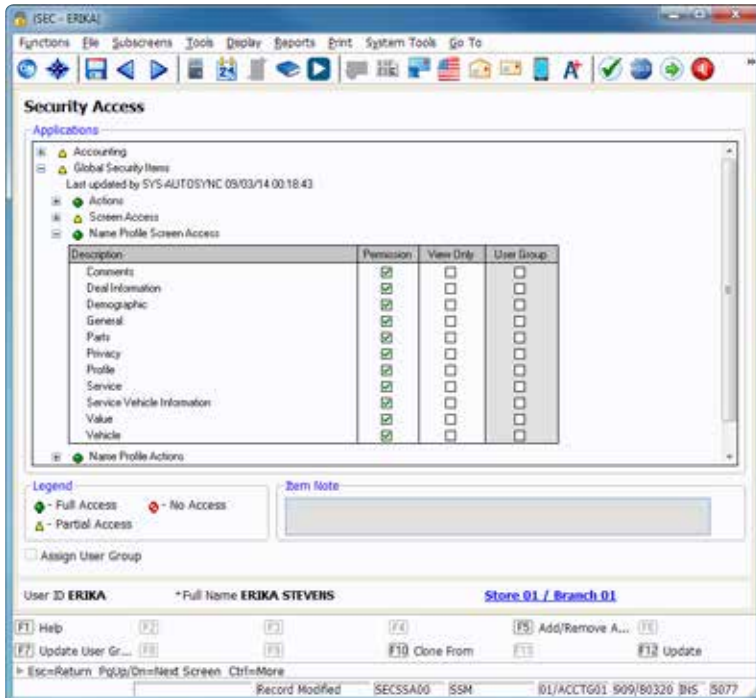 (SEC - ERIKA)
Functions File Subscreens Tools Display Reports Print System Tools Go To
Security Access
Applications
Accounting
Global Security Items
Last updated by SYS-AUTOSYNC 09/03/14 00:18:43
Actions
Screen Access
Name Profile Screen Access
Description Permission View Only User Group
Comments
Deal Information
Demographic
General
Parts
Privacy
Profile
Service
Service Vehicle Information
Value
Vehicle
Name Profile Actions
Legend Item Note
- Full Access - No Access
- Partial Access
Assign User Group
User ID ERIKA *Full Name ERIKA STEVENS Store 01 / Branch 01
F1 Help F2 F3 F4 F5 Add/Remove A... F6
F7 Update User Gr... F8 F9 F10 Clone From F11 F12 Update
Esc=Return PgUp/Dn=Next Screen Ctrl=More
Record Modified SECSSA00 SSM 01/ACCTG01 909/80320 INS 5077